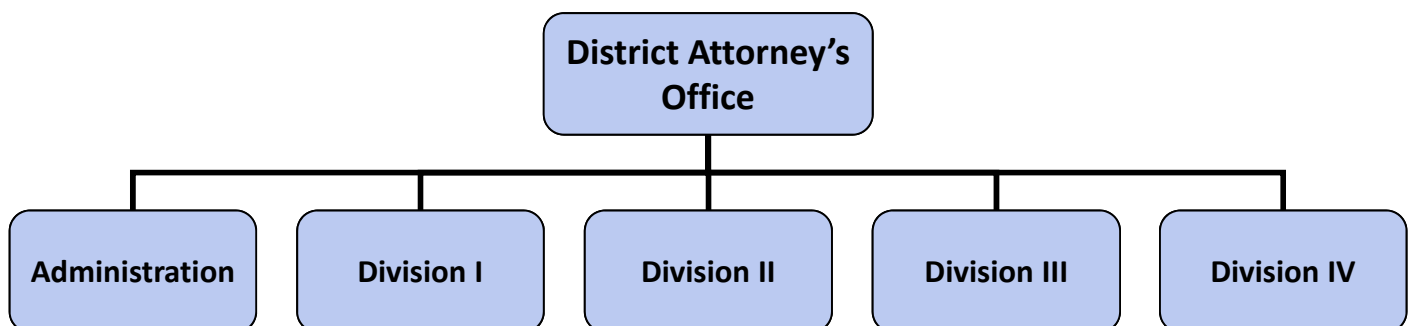 District Attorney’s
Office
Administration
Division I
Division II
Division III
Division IV